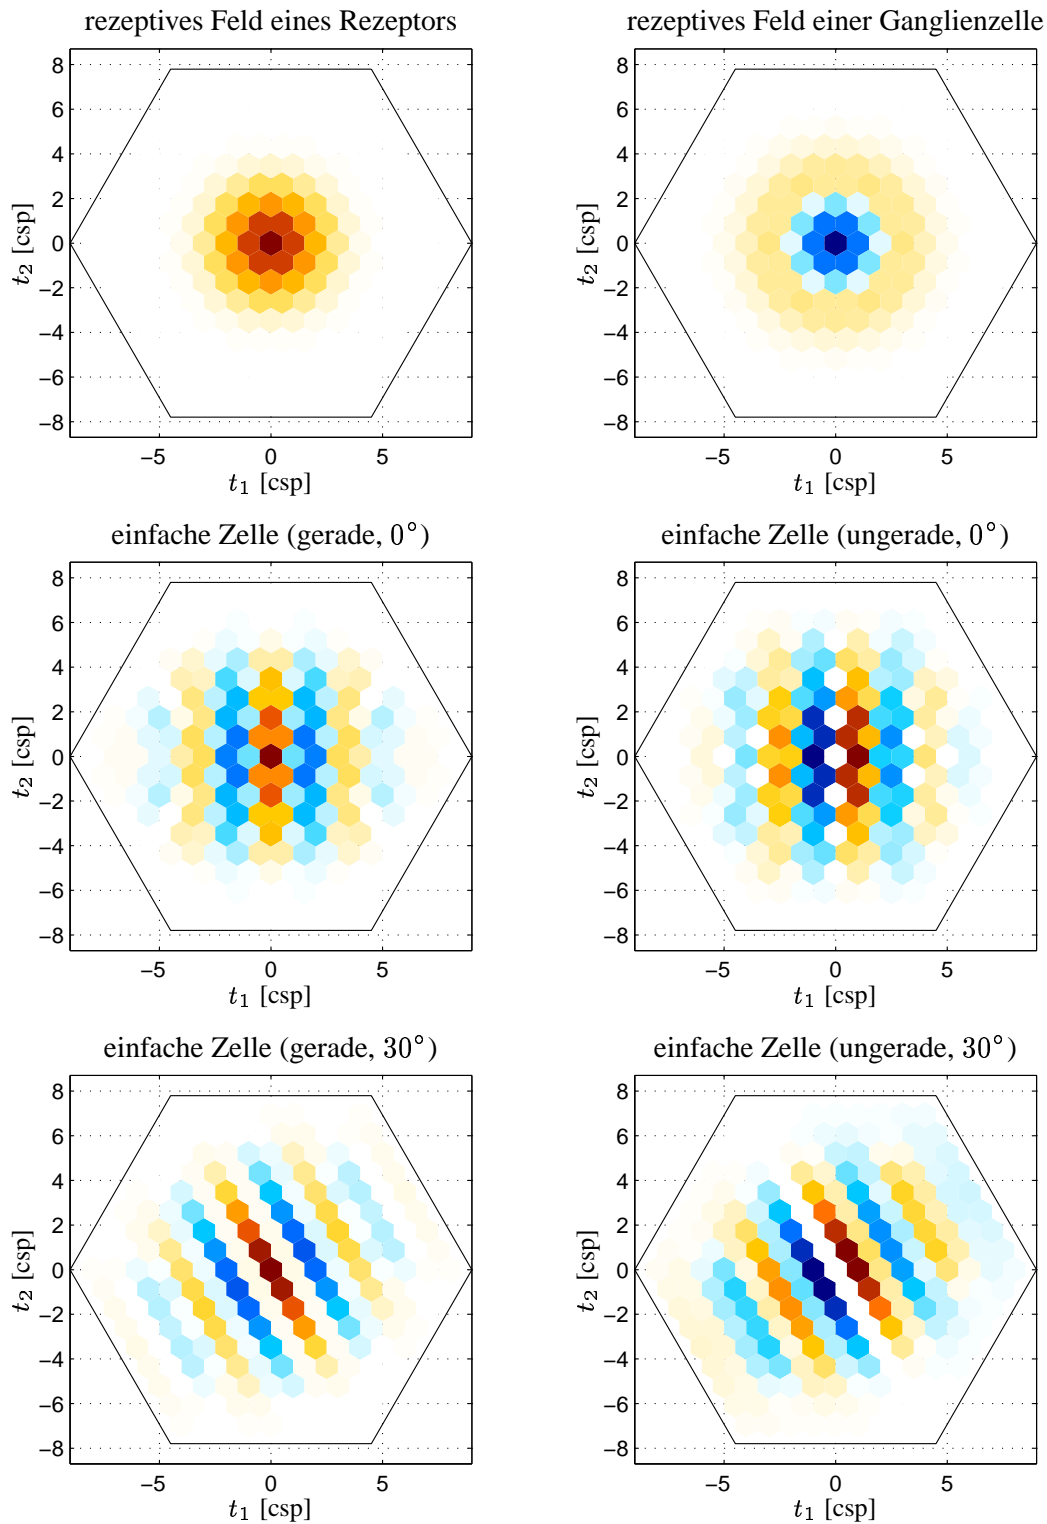 rezeptives Feld eines Rezeptors
8
6
4
2
0
−2
−4
−6
−8
t₂ [csp]
−5 0 5
t₁ [csp]
rezeptives Feld einer Ganglienzelle
8
6
4
2
0
−2
−4
−6
−8
t₂ [csp]
−5 0 5
t₁ [csp]
einfache Zelle (gerade, 0°)
8
6
4
2
0
−2
−4
−6
−8
t₂ [csp]
−5 0 5
t₁ [csp]
einfache Zelle (ungerade, 0°)
8
6
4
2
0
−2
−4
−6
−8
t₂ [csp]
−5 0 5
t₁ [csp]
einfache Zelle (gerade, 30°)
8
6
4
2
0
−2
−4
−6
−8
t₂ [csp]
−5 0 5
t₁ [csp]
einfache Zelle (ungerade, 30°)
8
6
4
2
0
−2
−4
−6
−8
t₂ [csp]
−5 0 5
t₁ [csp]